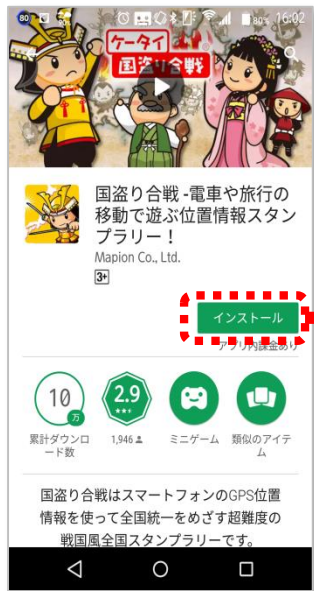 80
80% 16:02
ケータイ
国盗り合戦
国盗り合戦 -電車や旅行の
移動で遊ぶ位置情報スタン
プラリー！
Mapion Co., Ltd.
3+
インストール
アプリ内課金あり
10
万
2.9
累計ダウンロ
ード数
1,946
ミニゲーム
類似のアイテ
ム
国盗り合戦はスマートフォンのGPS位置
情報を使って全国統一をめざす超難度の
戦国風全国スタンプラリーです。